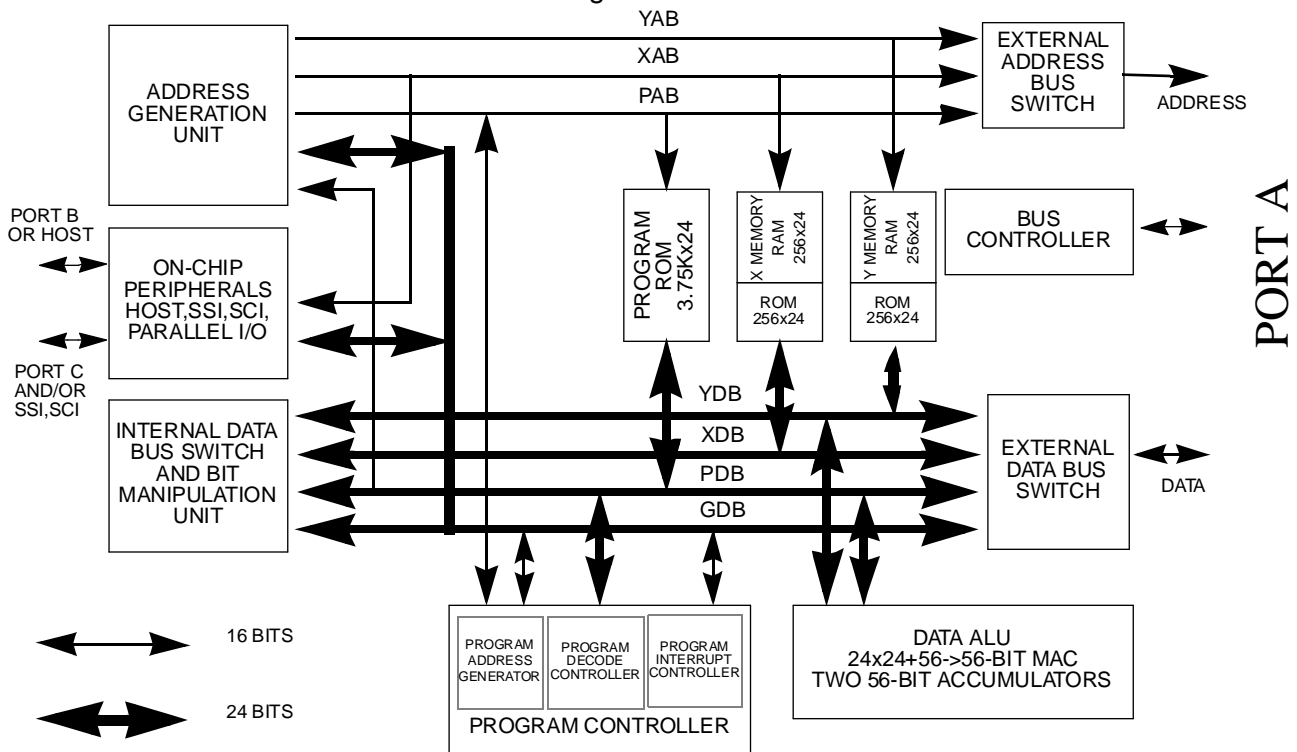 YAB
XAB
PAB
EXTERNAL
ADDRESS
BUS
SWITCH
ADDRESS
ADDRESS
GENERATION
UNIT
PORT B
OR HOST
ON-CHIP
PERIPHERALS
HOST,SSI,SCI,
PARALLEL I/O
PORT C
AND/OR
SSI,SCI
PROGRAM
ROM
3.75Kx24
X MEMORY
RAM
256x24
ROM
256x24
Y MEMORY
RAM
256x24
ROM
256x24
BUS
CONTROLLER
PORT A
INTERNAL DATA
BUS SWITCH
AND BIT
MANIPULATION
UNIT
YDB
XDB
PDB
GDB
EXTERNAL
DATA BUS
SWITCH
DATA
16 BITS
24 BITS
PROGRAM
ADDRESS
GENERATOR
PROGRAM
DECODE
CONTROLLER
PROGRAM
INTERRUPT
CONTROLLER
PROGRAM CONTROLLER
DATA ALU
24x24+56->56-BIT MAC
TWO 56-BIT ACCUMULATORS